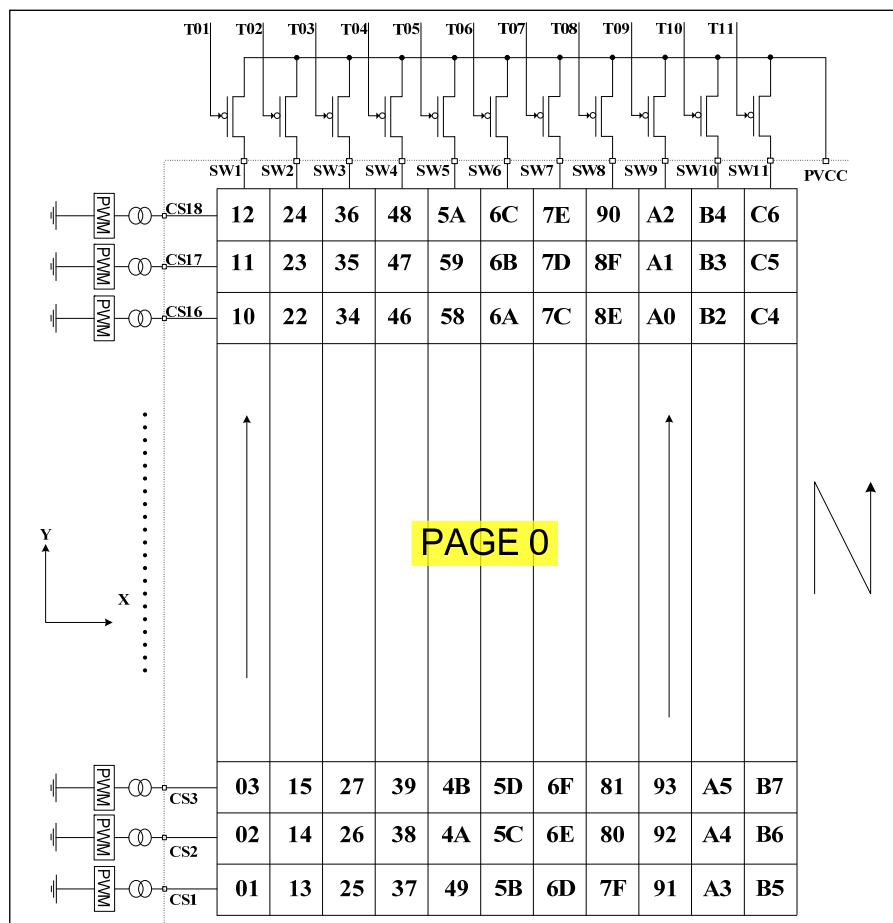 T01 T02 T03 T04 T05 T06 T07 T08 T09 T10 T11
SW1 SW2 SW3 SW4 SW5 SW6 SW7 SW8 SW9 SW10 SW11 PVCC
PWM CS18 12 24 36 48 5A 6C 7E 90 A2 B4 C6
PWM CS17 11 23 35 47 59 6B 7D 8F A1 B3 C5
PWM CS16 10 22 34 46 58 6A 7C 8E A0 B2 C4
PAGE 0
Y
X
PWM CS3 03 15 27 39 4B 5D 6F 81 93 A5 B7
PWM CS2 02 14 26 38 4A 5C 6E 80 92 A4 B6
PWM CS1 01 13 25 37 49 5B 6D 7F 91 A3 B5